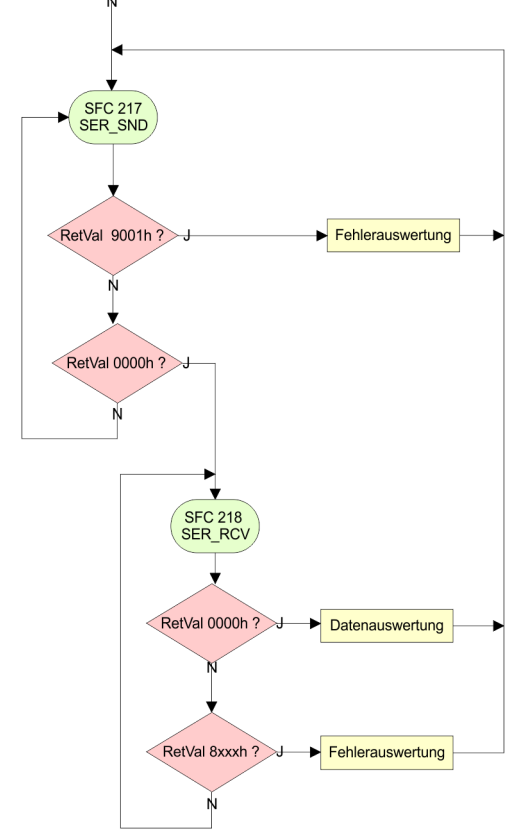 N
SFC 217
SER_SND
RetVal 9001h ?
J
Fehlerauswertung
N
RetVal 0000h ?
J
N
SFC 218
SER_RCV
RetVal 0000h ?
J
Datenauswertung
N
RetVal 8xxxh ?
J
Fehlerauswertung
N